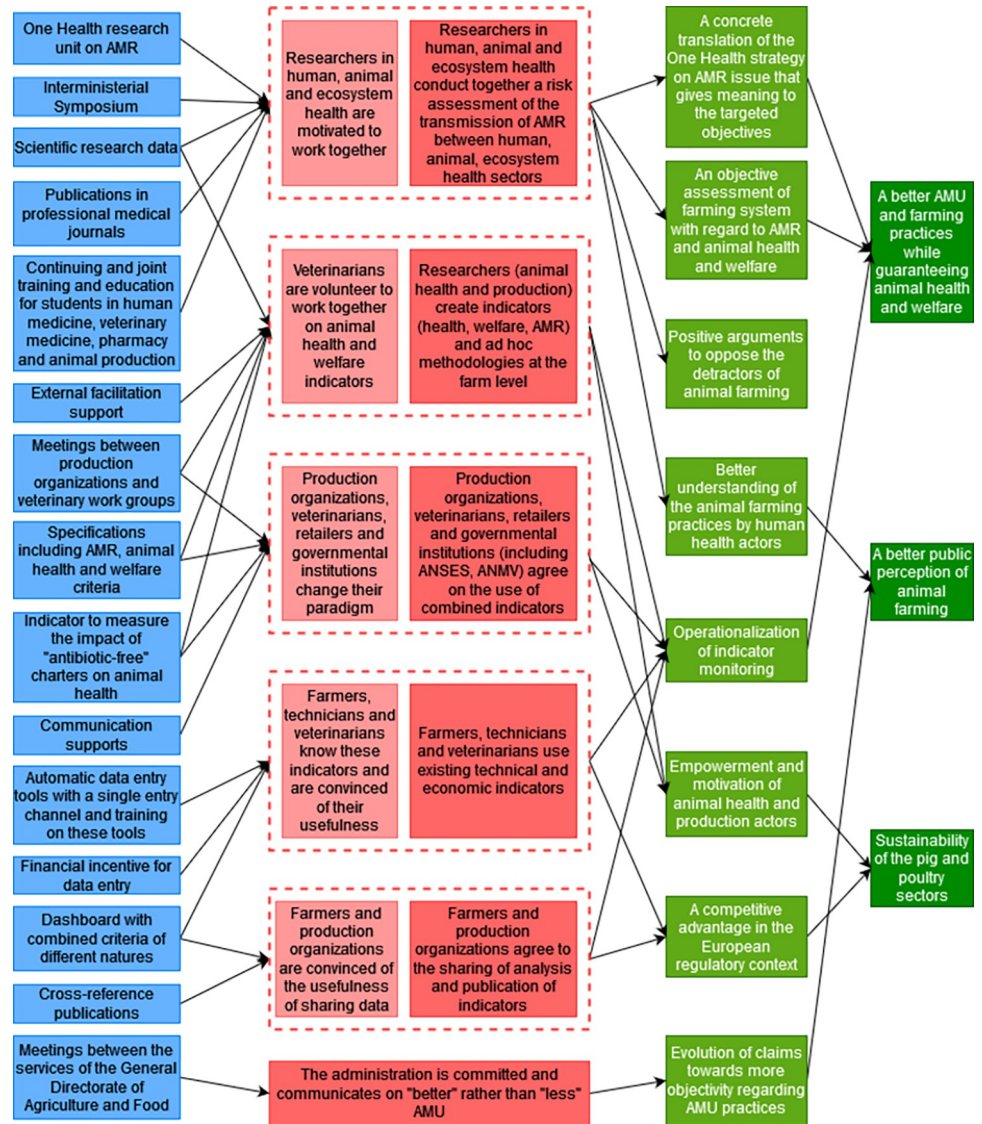 One Health research
unit on AMR
Interministerial
Symposium
Scientific research data
Publications in
professional medical
journals
Continuing and joint
training and education
for students in human
medicine, veterinary
medicine, pharmacy
and animal production
External facilitation
support
Meetings between
production
organizations and
veterinary work groups
Specifications
including AMR, animal
health and welfare
criteria
Indicator to measure
the impact of
"antibiotic-free"
charters on animal
health
Communication
supports
Automatic data entry
tools with a single entry
channel and training
on these tools
Financial incentive for
data entry
Dashboard with
combined criteria of
different natures
Cross-reference
publications
Meetings between the
services of the General
Directorate of
Agriculture and Food
Researchers in
human, animal
and ecosystem
health are
motivated to
work together
Researchers in human,
animal and ecosystem
health conduct
together a risk
assessment of the
transmission of AMR
between human,
animal, ecosystem
health sectors
Veterinarians
are volunteer to
work together
on animal
health and
welfare
indicators
Researchers (animal
health and production)
create indicators
(health, welfare, AMR)
and ad hoc
methodologies at the
farm level
Production
organizations,
veterinarians,
retailers and
governmental
institutions
change their
paradigm
Production
organizations,
veterinarians, retailers
and governmental
institutions (including
ANSES, ANMV) agree
on the use of
combined indicators
Farmers,
technicians and
veterinarians
know these
indicators and
are convinced
of their
usefulness
Farmers, technicians
and veterinarians use
existing technical and
economic indicators
Farmers and
production
organizations
are convinced of
the usefulness
of sharing data
Farmers and
production
organizations agree to
the sharing of analysis
and publication of
indicators
The administration is committed and
communicates on "better" rather than "less"
AMU
A concrete
translation of the
One Health strategy
on AMR issue that
gives meaning to
the targeted
objectives
An objective
assessment of
farming system
with regard to AMR
and animal health
and welfare
Positive arguments
to oppose the
detractors of
animal farming
Better
understanding of
the animal farming
practices by human
health actors
Operationalization
of indicator
monitoring
Empowerment and
motivation of
animal health and
production actors
A competitive
advantage in the
European
regulatory context
Evolution of claims
towards more
objectivity regarding
AMU practices
A better AMU
and farming
practices
while
guaranteeing
animal health
and welfare
A better public
perception of
animal
farming
Sustainability
of the pig and
poultry
sectors